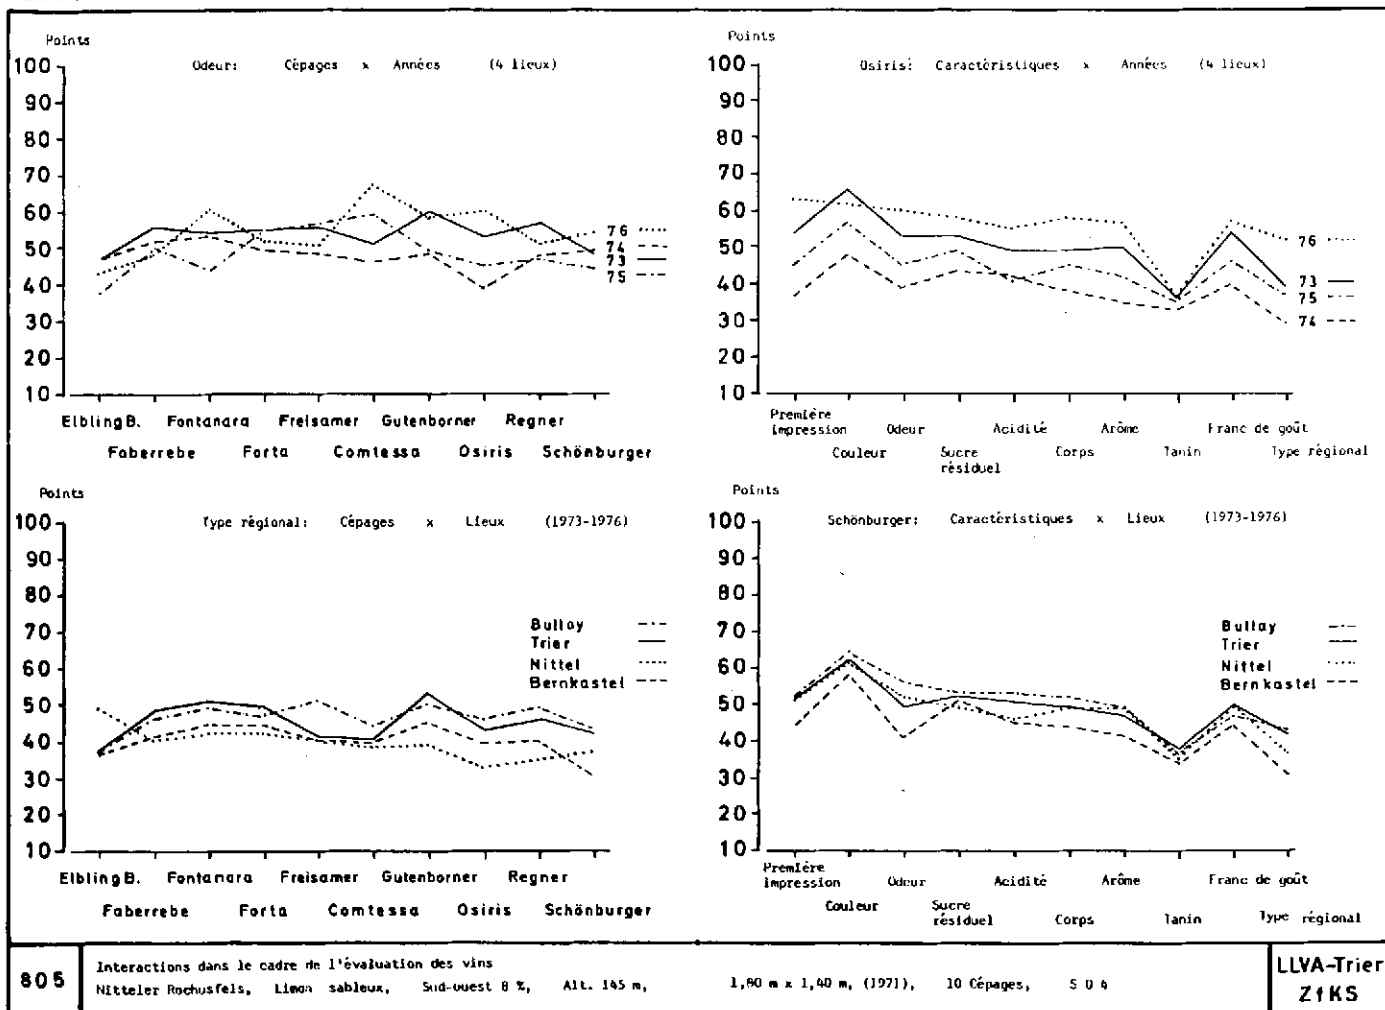 Points
Odeur: Cépages x Années (4 lieux)
100
90
80
70
60
50
40
30
20
10
76
74
73
75
Elbling B. Fontanara Freisamer Gutenborner Regner
Faberrebe Forta Comtessa Osiris Schönburger
Points
Osiris: Caractéristiques x Années (4 lieux)
100
90
80
70
60
50
40
30
20
10
76
73
75
74
Première Odeur Acidité Arôme Franc de goût
impression
Couleur Sucre Corps Tanin Type régional
résiduel
Points
Type régional: Cépages x Lieux (1973-1976)
100
90
80
70
60
50
40
30
20
10
Bullay
Trier
Nittel
Bernkastel
Elbling B. Fontanara Freisamer Gutenborner Regner
Faberrebe Forta Comtessa Osiris Schönburger
Points
Schönburger: Caractéristiques x Lieux (1973-1976)
100
90
80
70
60
50
40
30
20
10
Bullay
Trier
Nittel
Bernkastel
Première Odeur Acidité Arôme Franc de goût
impression
Couleur Sucre Corps Tanin Type régional
résiduel
805
Interactions dans le cadre de l'évaluation des vins
Nitteler Rochusfels, Limon sableux, Sud-ouest 8 %, Alt. 145 m, 1,80 m x 1,40 m, (1971), 10 Cépages, S O 4
LLVA-Trier
ZfKS